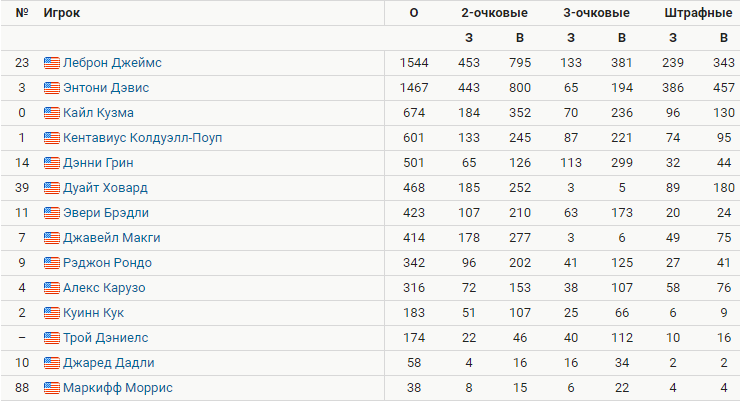 № Игрок О 2-очковые 3-очковые Штрафные
З В З В З В
23 Леброн Джеймс 1544 453 795 133 381 239 343
3 Энтони Дэвис 1467 443 800 65 194 386 457
0 Кайл Кузма 674 184 352 70 236 96 130
1 Кентавиус Колдуэлл-Поуп 601 133 245 87 221 74 95
14 Дэнни Грин 501 65 126 113 299 32 44
39 Дуайт Ховард 468 185 252 3 5 89 180
11 Эвери Брэдли 423 107 210 63 173 20 24
7 Джавейл Макги 414 178 277 3 6 49 75
9 Рэджон Рондо 342 96 202 41 125 27 41
4 Алекс Карузо 316 72 153 38 107 58 76
2 Куинн Кук 183 51 107 25 66 6 9
– Трой Дэниелс 174 22 46 40 112 10 16
10 Джаред Дадли 58 4 16 16 34 2 2
88 Маркифф Моррис 38 8 15 6 22 4 4